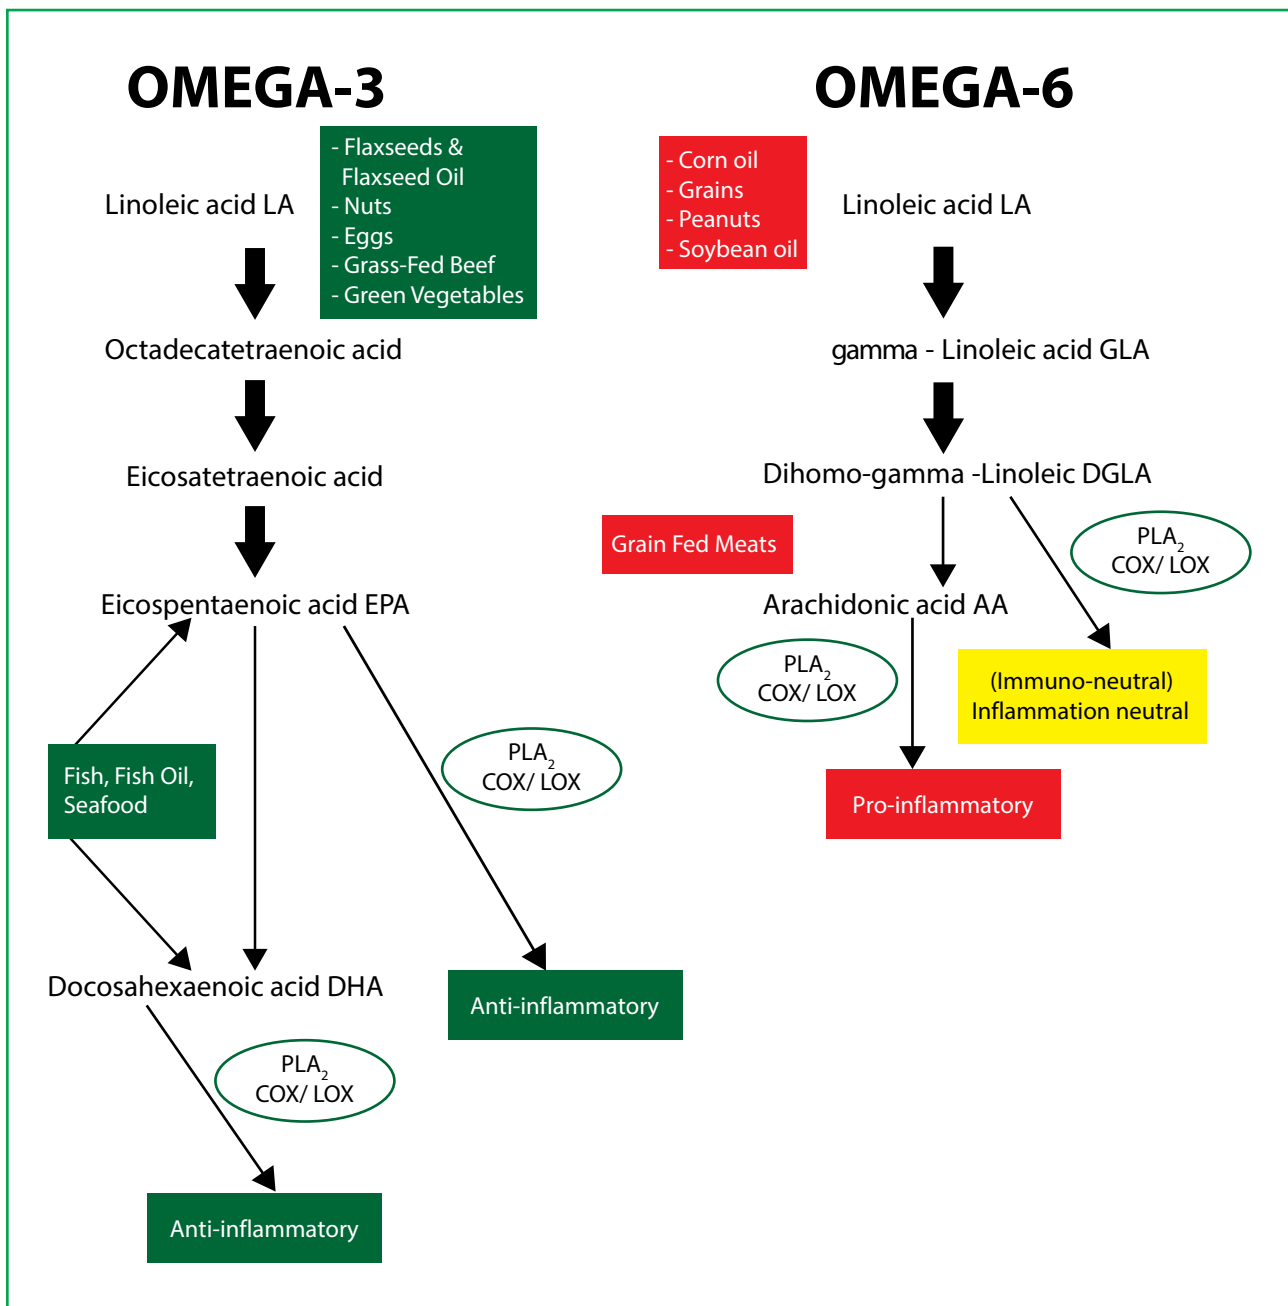 OMEGA-3
- Flaxseeds &
Flaxseed Oil
- Nuts
- Eggs
- Grass-Fed Beef
- Green Vegetables
Linoleic acid LA
Octadecatetraenoic acid
Eicosatetraenoic acid
Eicospentaenoic acid EPA
Fish, Fish Oil,
Seafood
PLA₂
COX/ LOX
Docosahexaenoic acid DHA
Anti-inflammatory
PLA₂
COX/ LOX
Anti-inflammatory
OMEGA-6
- Corn oil
- Grains
- Peanuts
- Soybean oil
Linoleic acid LA
gamma - Linoleic acid GLA
Dihomo-gamma -Linoleic DGLA
Grain Fed Meats
PLA₂
COX/ LOX
Arachidonic acid AA
PLA₂
COX/ LOX
(Immuno-neutral)
Inflammation neutral
Pro-inflammatory